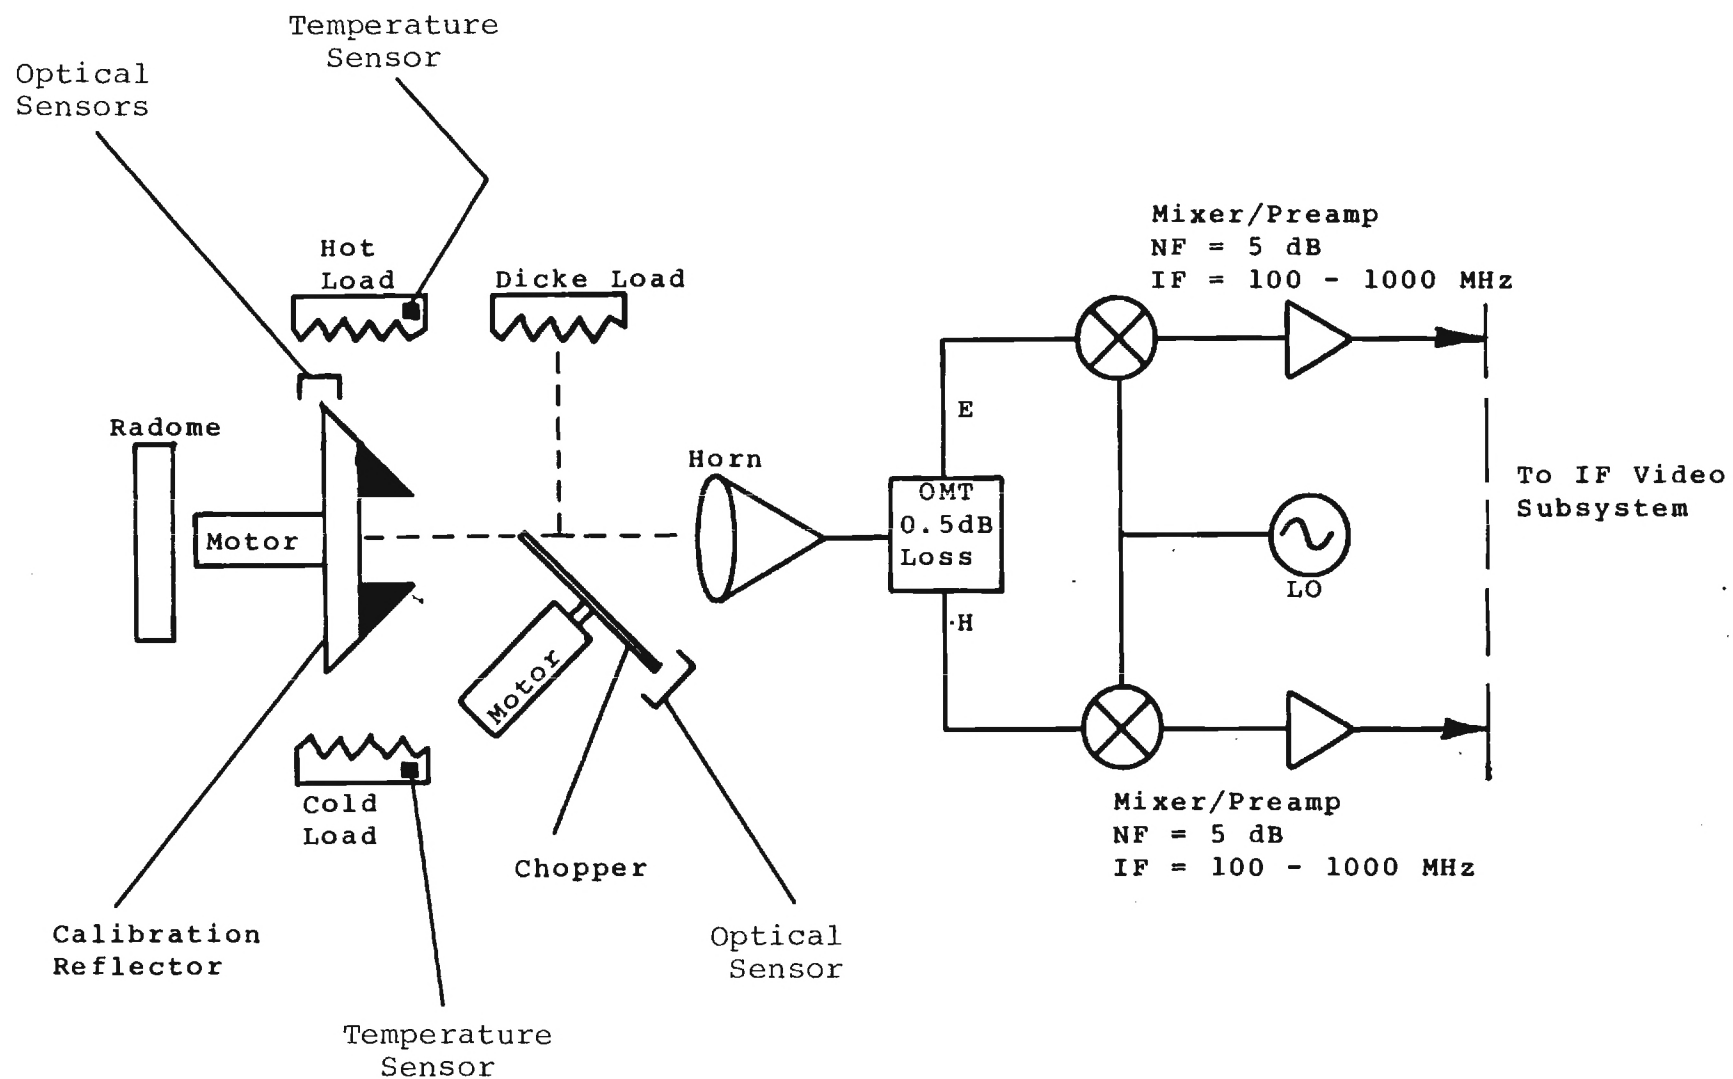 Temperature
Sensor
Optical
Sensors
Hot
Load
Dicke Load
Mixer/Preamp
NF = 5 dB
IF = 100 - 1000 MHz
Radome
Motor
Horn
E
OMT
0.5dB
Loss
H
LO
To IF Video
Subsystem
Motor
Cold
Load
Chopper
Mixer/Preamp
NF = 5 dB
IF = 100 - 1000 MHz
Calibration
Reflector
Optical
Sensor
Temperature
Sensor